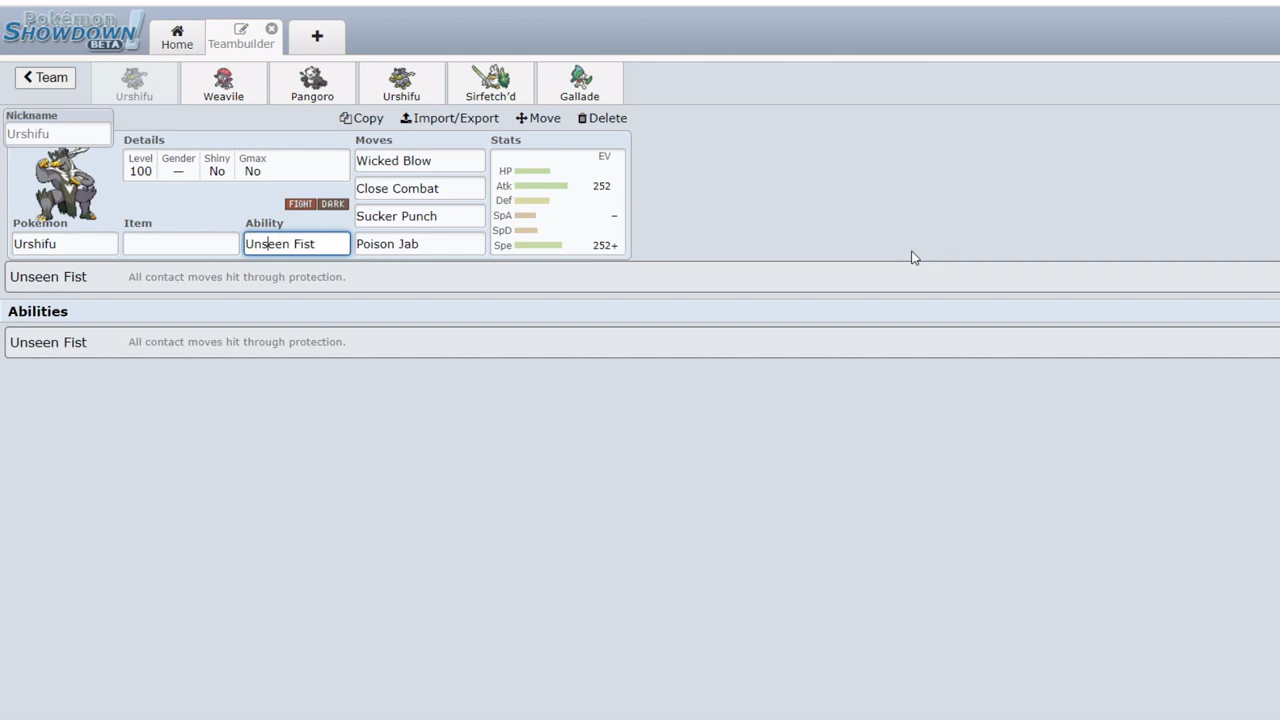 Pokémon
SHOWDOWN!
BETA
Home
Teambuilder
+
Team
Urshifu
Weavile
Pangoro
Urshifu
Sirfetch'd
Gallade
Nickname
Urshifu
Copy
Import/Export
Move
Delete
Details
Moves
Stats
Level
100
Gender
—
Shiny
No
Gmax
No
FIGHT DARK
Pokémon
Urshifu
Item
Ability
Unseen Fist
Wicked Blow
Close Combat
Sucker Punch
Poison Jab
EV
HP
Atk 252
Def
SpA –
SpD
Spe 252+
Unseen Fist All contact moves hit through protection.
Abilities
Unseen Fist All contact moves hit through protection.